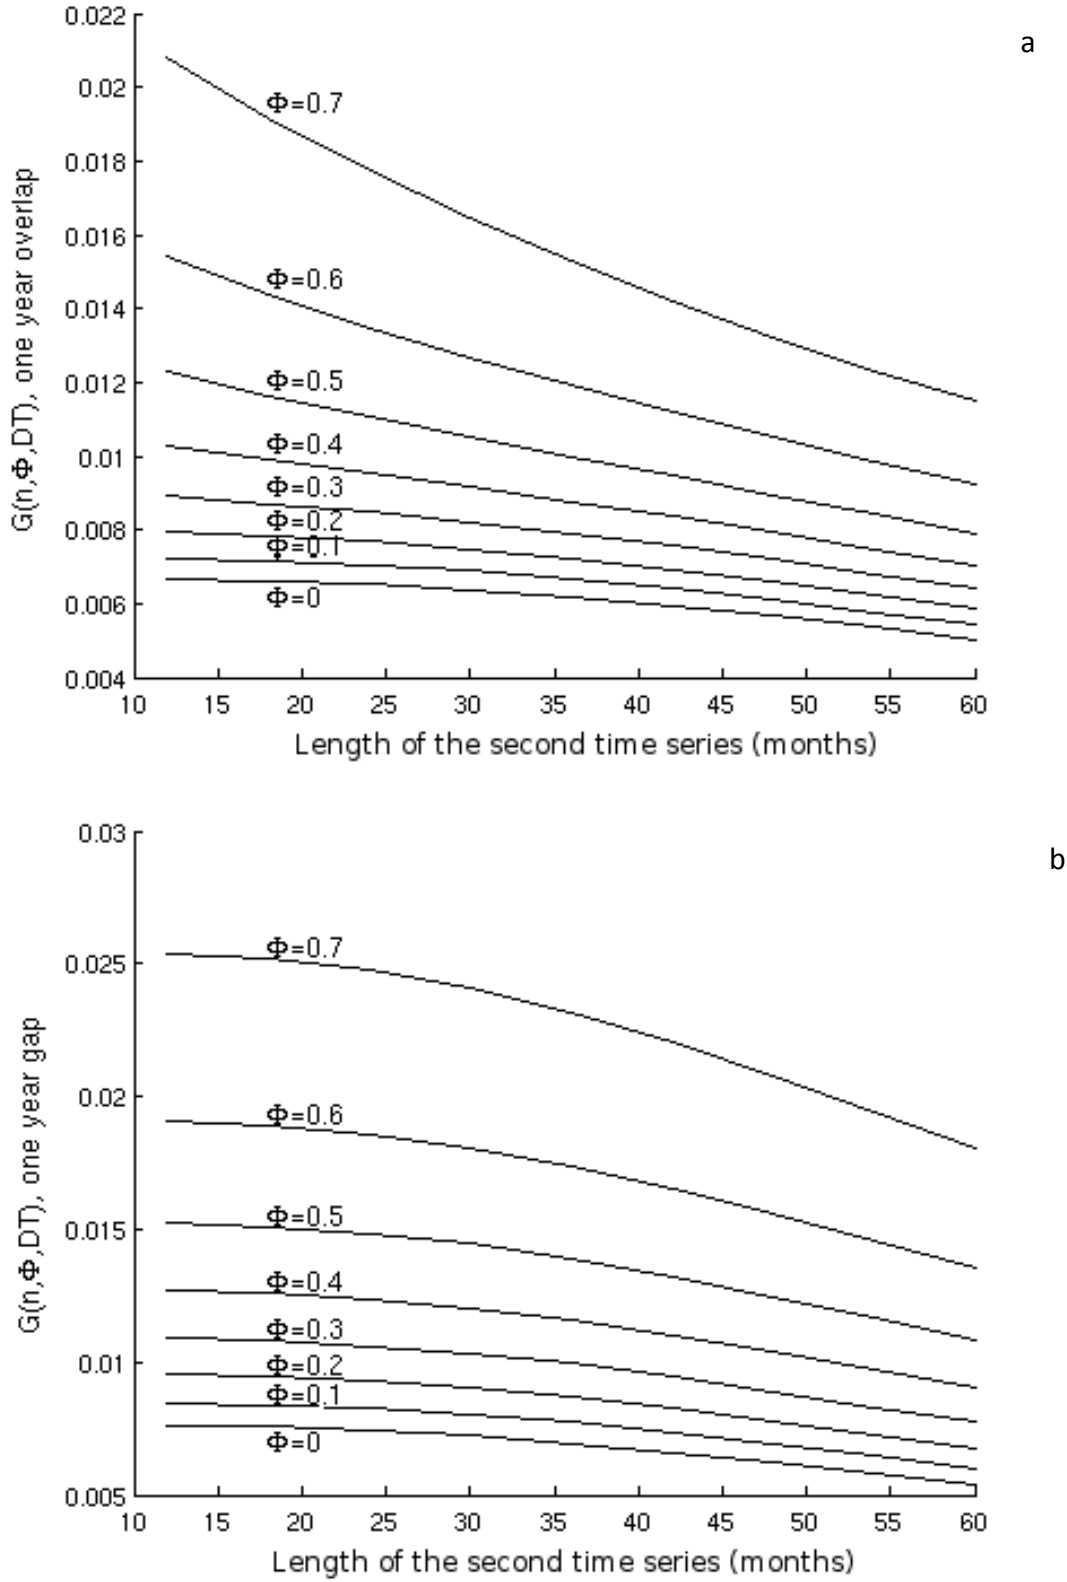 a
0.022
0.02
0.018
0.016
0.014
0.012
0.01
0.008
0.006
0.004
G(n,Φ,DT), one year overlap
Φ=0.7
Φ=0.6
Φ=0.5
Φ=0.4
Φ=0.3
Φ=0.2
Φ=0.1
Φ=0
10 15 20 25 30 35 40 45 50 55 60
Length of the second time series (months)
b
0.03
0.025
0.02
0.015
0.01
0.005
G(n,Φ,DT), one year gap
Φ=0.7
Φ=0.6
Φ=0.5
Φ=0.4
Φ=0.3
Φ=0.2
Φ=0.1
Φ=0
10 15 20 25 30 35 40 45 50 55 60
Length of the second time series (months)